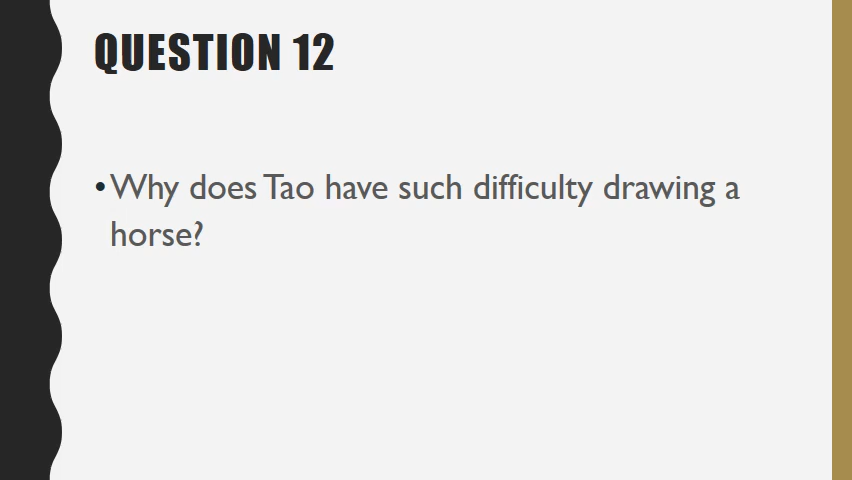 QUESTION 12
•Why does Tao have such difficulty drawing a
horse?